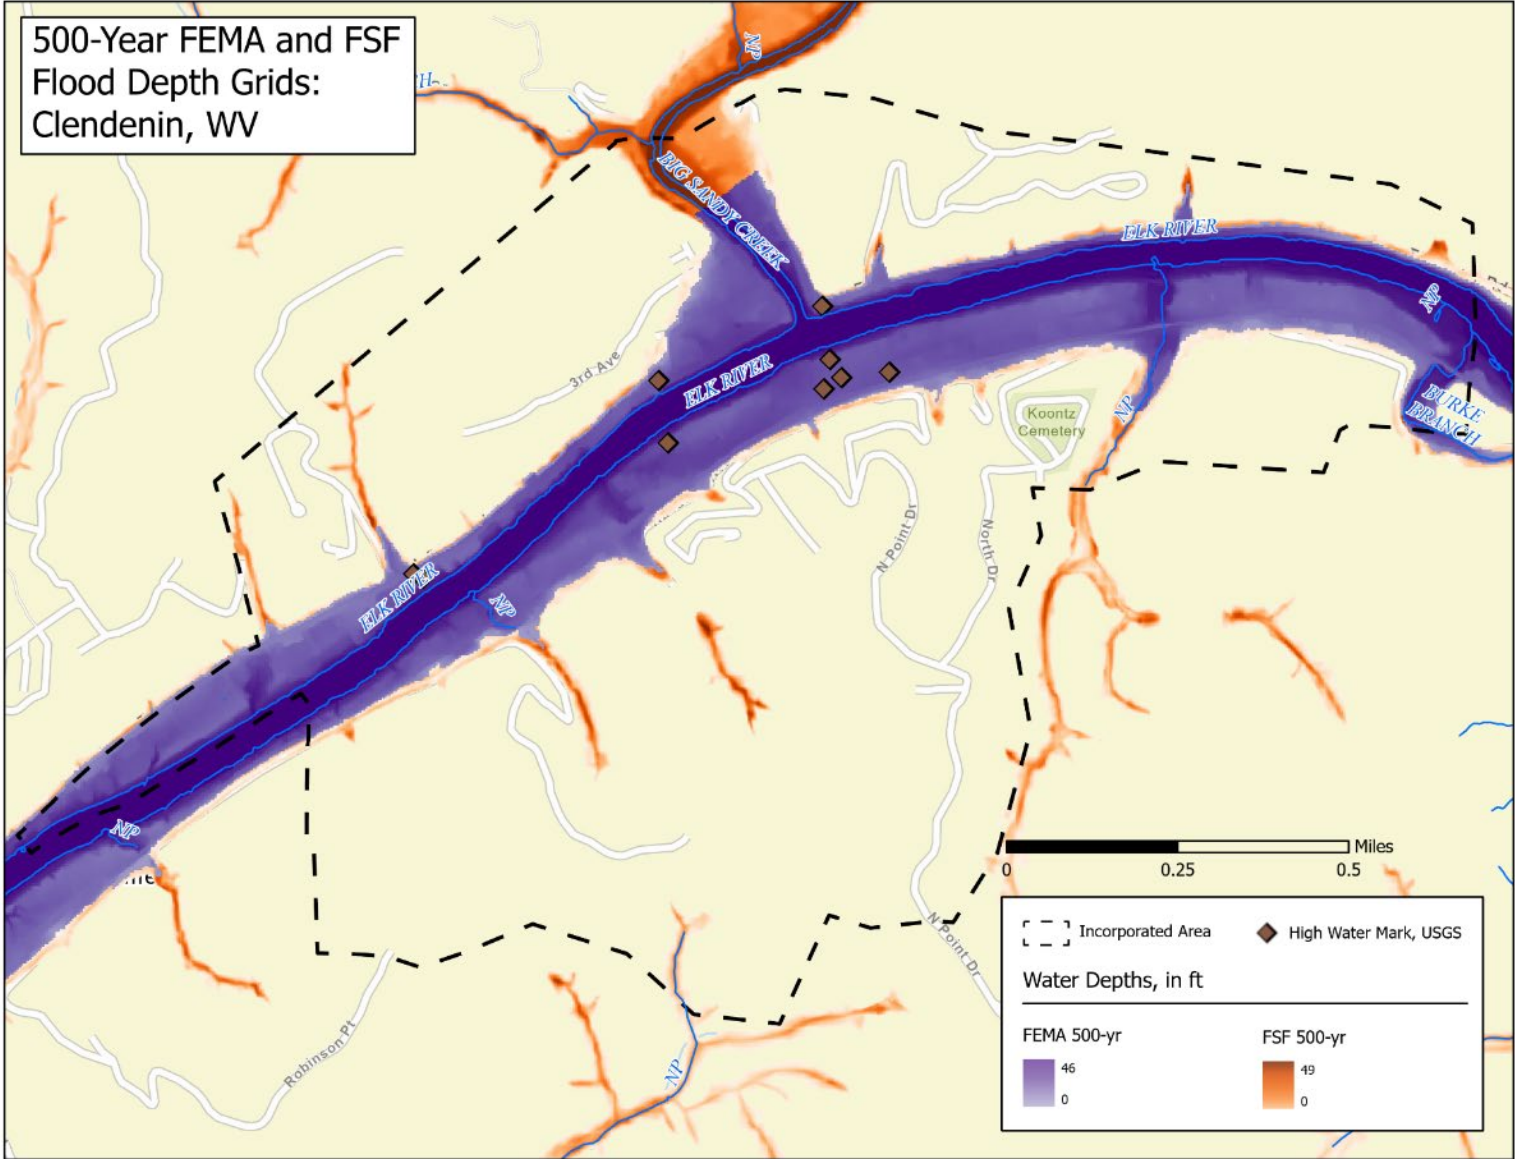 500-Year FEMA and FSF
Flood Depth Grids:
Clendenin, WV
NP
BIG SANDY CREEK
ELK RIVER
NP
3rd Ave
ELK RIVER
Koontz
Cemetery
NP
BURKE
BRANCH
N Point Dr
North Dr
ELK RIVER
NP
NP
Miles
0
0.25
0.5
N Point Dr
Robinson Pt
NP
Incorporated Area
High Water Mark, USGS
Water Depths, in ft
FEMA 500-yr
46
0
FSF 500-yr
49
0